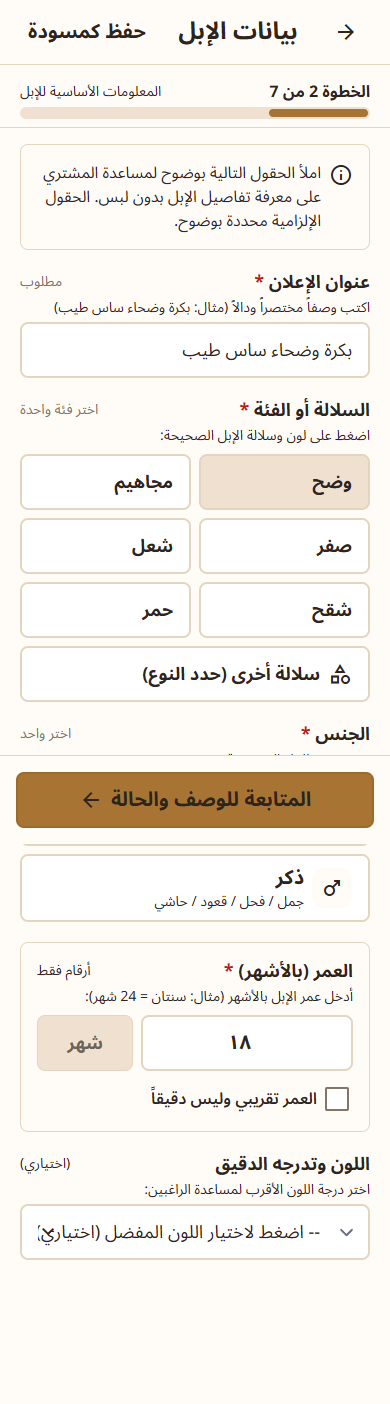 بيانات الإبل
حفظ كمسودة
الخطوة 2 من 7
المعلومات الأساسية للإبل
املأ الحقول التالية بوضوح لمساعدة المشتري
على معرفة تفاصيل الإبل بدون لبس. الحقول
الإلزامية محددة بوضوح.
عنوان الإعلان *
مطلوب
اكتب وصفاً مختصراً ودالاً (مثال: بكرة وضحاء ساس طيب)
بكرة وضحاء ساس طيب
السلالة أو الفئة *
اختر فئة واحدة
اضغط على لون وسلالة الإبل الصحيحة:
وضح
مجاهيم
صفر
شعل
شقح
حمر
سلالة أخرى (حدد النوع)
الجنس *
اختر واحد
المتابعة للوصف والحالة
ذكر
جمل / فحل / قعود / حاشي
العمر (بالأشهر) *
أرقام فقط
أدخل عمر الإبل بالأشهر (مثال: سنتان = 24 شهر):
١٨
شهر
العمر تقريبي وليس دقيقاً
اللون وتدرجه الدقيق
(اختياري)
اختر درجة اللون الأقرب لمساعدة الراغبين:
-- اضغط لاختيار اللون المفضل (اختياري)